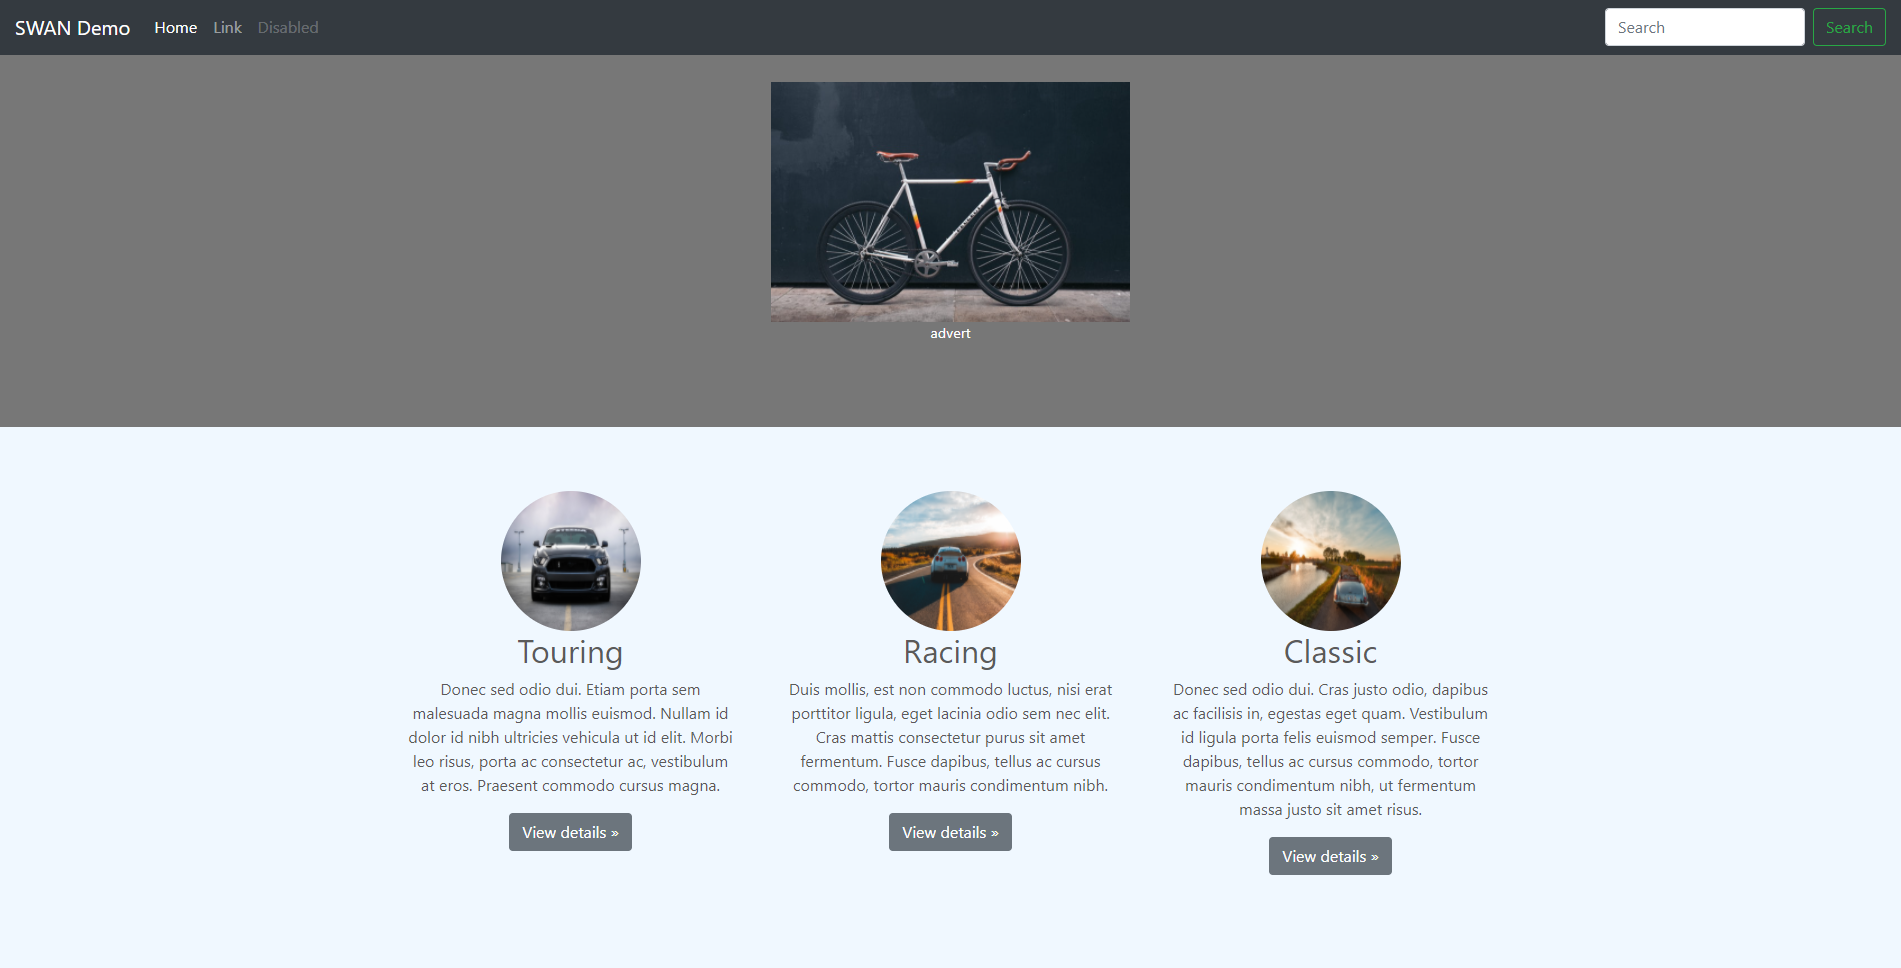 SWAN Demo Home Link Disabled Search Search
advert
Touring
Donec sed odio dui. Etiam porta sem
malesuada magna mollis euismod. Nullam id
dolor id nibh ultricies vehicula ut id elit. Morbi
leo risus, porta ac consectetur ac, vestibulum
at eros. Praesent commodo cursus magna.
View details »
Racing
Duis mollis, est non commodo luctus, nisi erat
porttitor ligula, eget lacinia odio sem nec elit.
Cras mattis consectetur purus sit amet
fermentum. Fusce dapibus, tellus ac cursus
commodo, tortor mauris condimentum nibh.
View details »
Classic
Donec sed odio dui. Cras justo odio, dapibus
ac facilisis in, egestas eget quam. Vestibulum
id ligula porta felis euismod semper. Fusce
dapibus, tellus ac cursus commodo, tortor
mauris condimentum nibh, ut fermentum
massa justo sit amet risus.
View details »